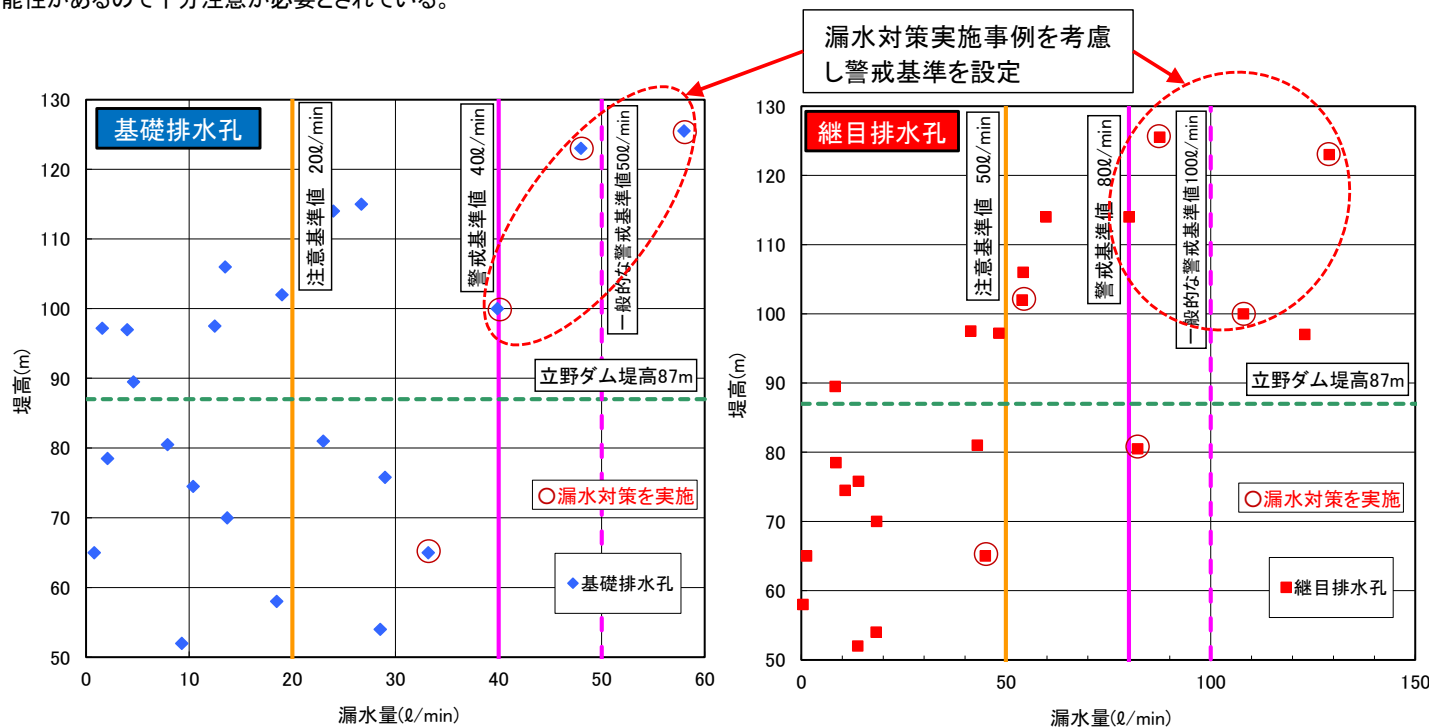 能性があるので十分注意が必要とされている。
漏水対策実施事例を考慮
し警戒基準を設定
基礎排水孔
注意基準値 20ℓ/min
警戒基準値 40ℓ/min
一般的な警戒基準値50ℓ/min
立野ダム堤高87m
○漏水対策を実施
基礎排水孔
堤高(m)
130
120
110
100
90
80
70
60
50
0
10
20
30
40
50
60
漏水量(ℓ/min)
継目排水孔
注意基準値 50ℓ/min
警戒基準値 80ℓ/min
一般的な警戒基準値100ℓ/min
立野ダム堤高87m
○漏水対策を実施
継目排水孔
堤高(m)
130
120
110
100
90
80
70
60
50
0
50
100
150
漏水量(ℓ/min)